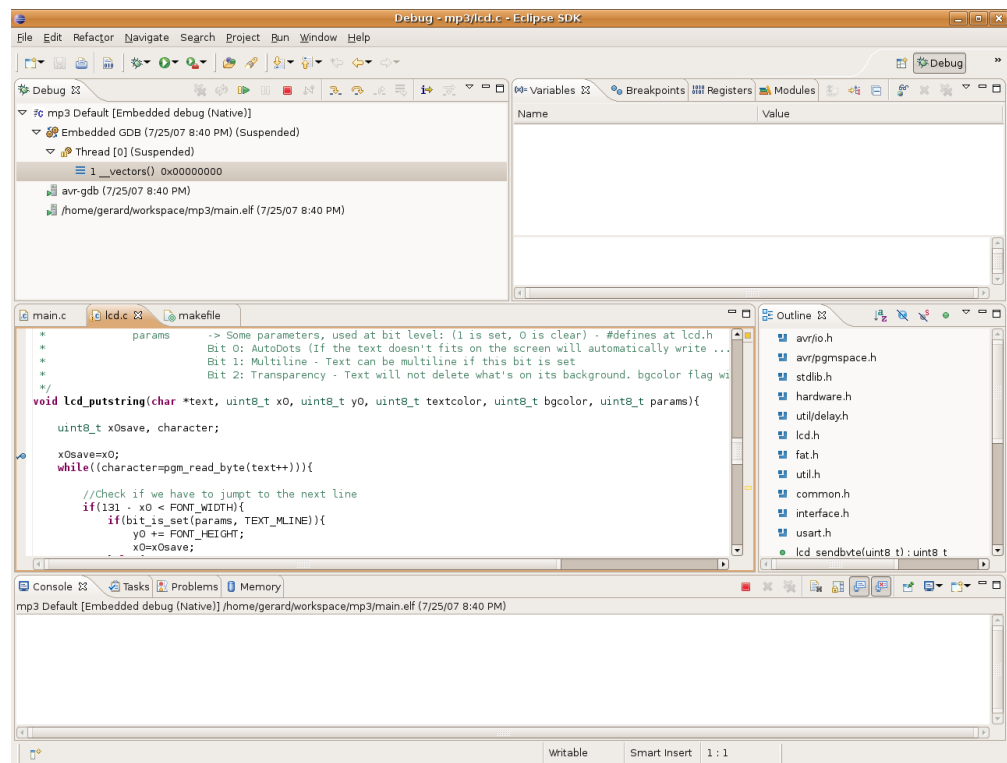 Debug - mp3/lcd.c - Eclipse SDK
File Edit Refactor Navigate Search Project Run Window Help
Debug
»
Debug
mp3 Default [Embedded debug (Native)]
Embedded GDB (7/25/07 8:40 PM) (Suspended)
Thread [0] (Suspended)
1 __vectors() 0x00000000
avr-gdb (7/25/07 8:40 PM)
/home/gerard/workspace/mp3/main.elf (7/25/07 8:40 PM)
(x)= Variables Breakpoints 1010 Registers Modules
Name Value
main.c lcd.c makefile
* params -> Some parameters, used at bit level: (1 is set, 0 is clear) - #defines at lcd.h
* Bit 0: AutoDots (If the text doesn't fits on the screen will automatically write ...
* Bit 1: Multiline - Text can be multiline if this bit is set
* Bit 2: Transparency - Text will not delete what's on its background. bgcolor flag wi
*/
void lcd_putstring(char *text, uint8_t x0, uint8_t y0, uint8_t textcolor, uint8_t bgcolor, uint8_t params){
uint8_t x0save, character;
x0save=x0;
while((character=pgm_read_byte(text++))){
//Check if we have to jumpt to the next line
if(131 - x0 < FONT_WIDTH){
if(bit_is_set(params, TEXT_MLINE)){
y0 += FONT_HEIGHT;
x0=x0save;
Outline
avr/io.h
avr/pgmspace.h
stdlib.h
hardware.h
util/delay.h
lcd.h
fat.h
util.h
common.h
interface.h
usart.h
lcd_sendbyte(uint8_t) : uint8_t
Console Tasks Problems Memory
mp3 Default [Embedded debug (Native)] /home/gerard/workspace/mp3/main.elf (7/25/07 8:40 PM)
Writable Smart Insert 1 : 1